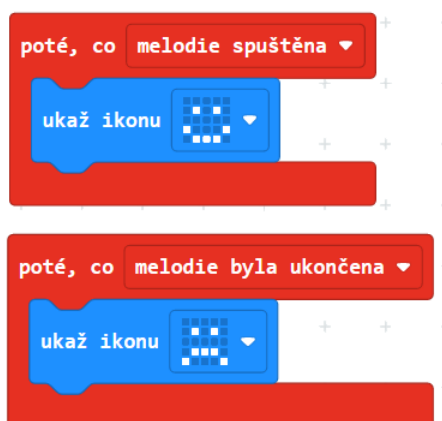 poté, co melodie spuštěna
ukaž ikonu
poté, co melodie byla ukončena
ukaž ikonu